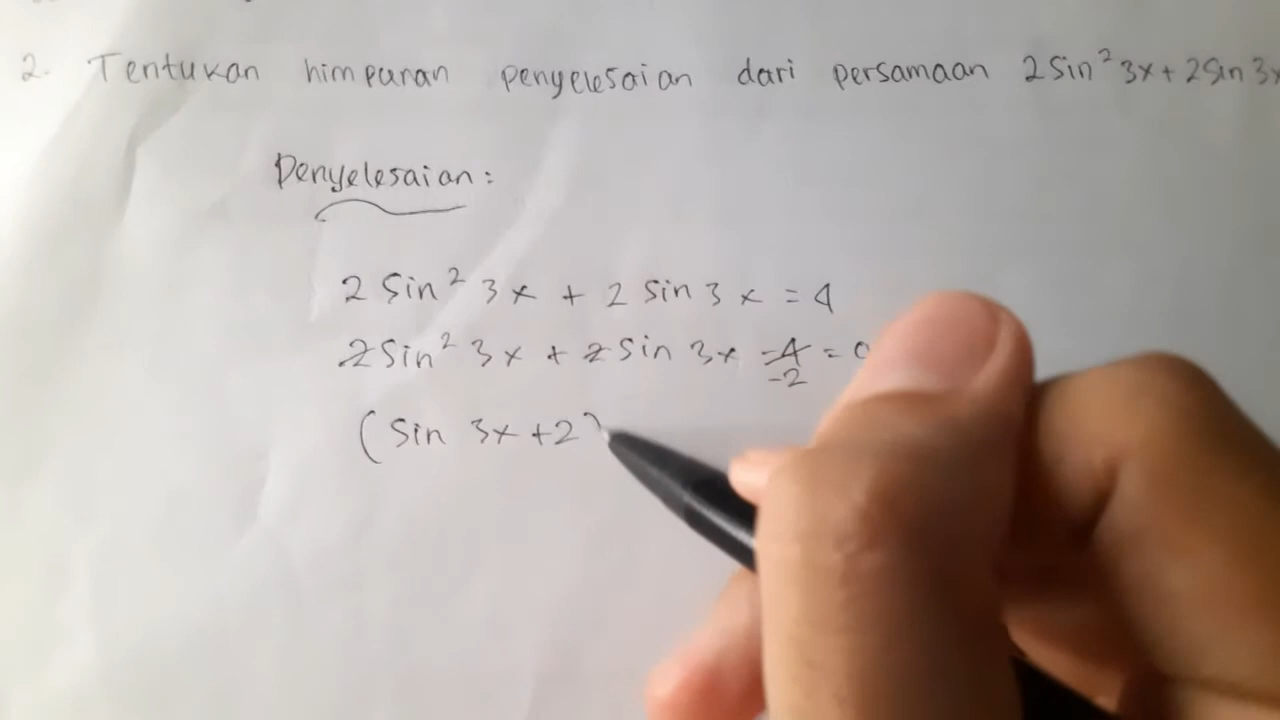 2. Tentukan himpunan penyelesaian dari persamaan 2 sin² 3x + 2 sin 3x
Penyelesaian:
2 sin² 3x + 2 sin 3x = 4
2 sin² 3x + 2 sin 3x -4 = 0
-2
(sin 3x +2)